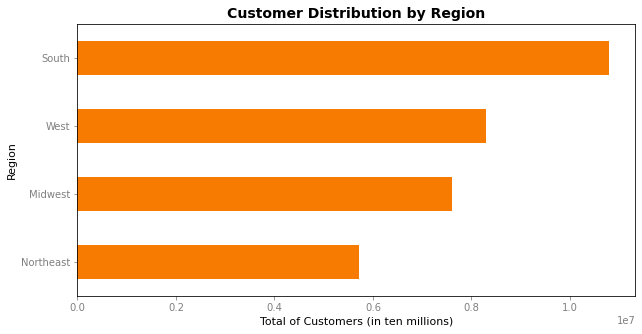 Customer Distribution by Region
Region
South
West
Midwest
Northeast
0.0 0.2 0.4 0.6 0.8 1.0
1e7
Total of Customers (in ten millions)